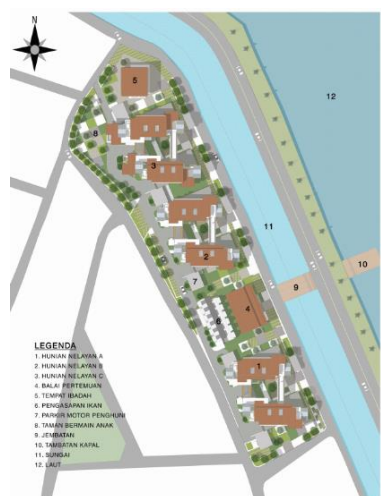 N
5
12
8
3
11
2
10
7
9
6
4
1
LEGENDA
1. HUNIAN NELAYAN A
2. HUNIAN NELAYAN B
3. HUNIAN NELAYAN C
4. BALAI PERTEMUAN
5. TEMPAT IBADAH
6. PENGASAPAN IKAN
7. PARKIR MOTOR PENGHUNI
8. TAMAN BERMAIN ANAK
9. JEMBATAN
10. TAMBATAN KAPAL
11. SUNGAI
12. LAUT